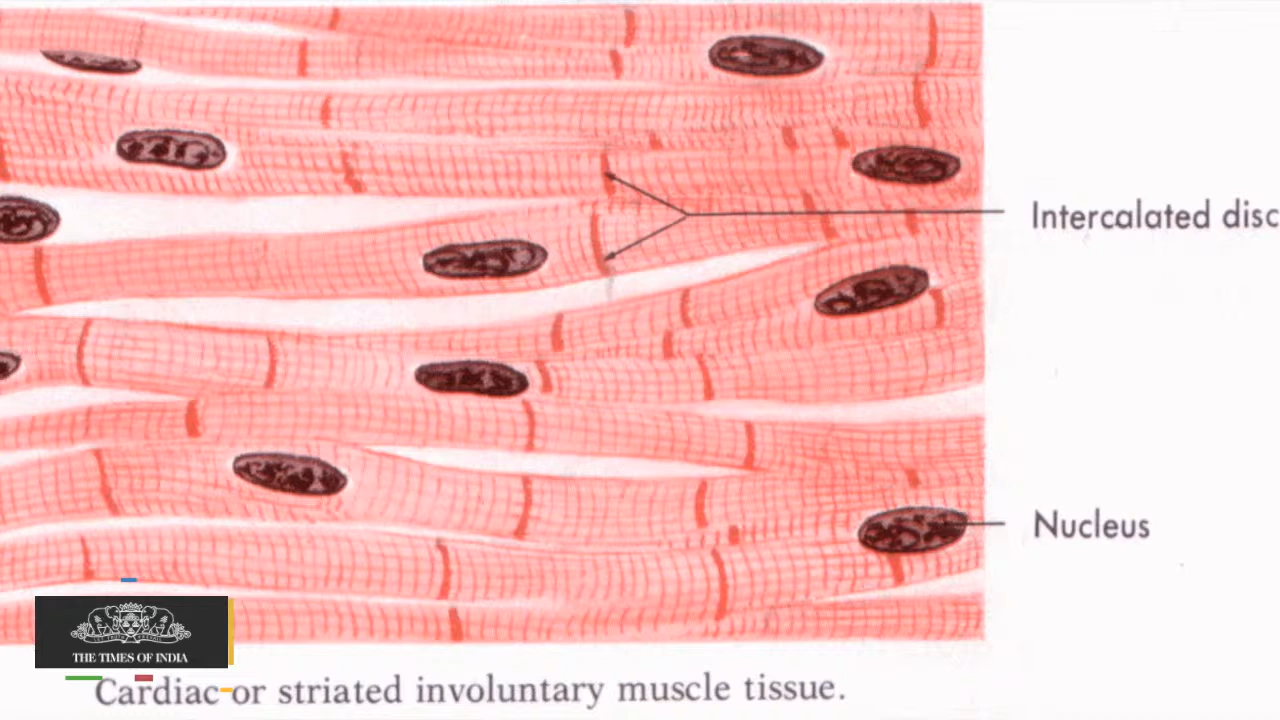 Intercalated disc
Nucleus
THE TIMES OF INDIA
Cardiac or striated involuntary muscle tissue.